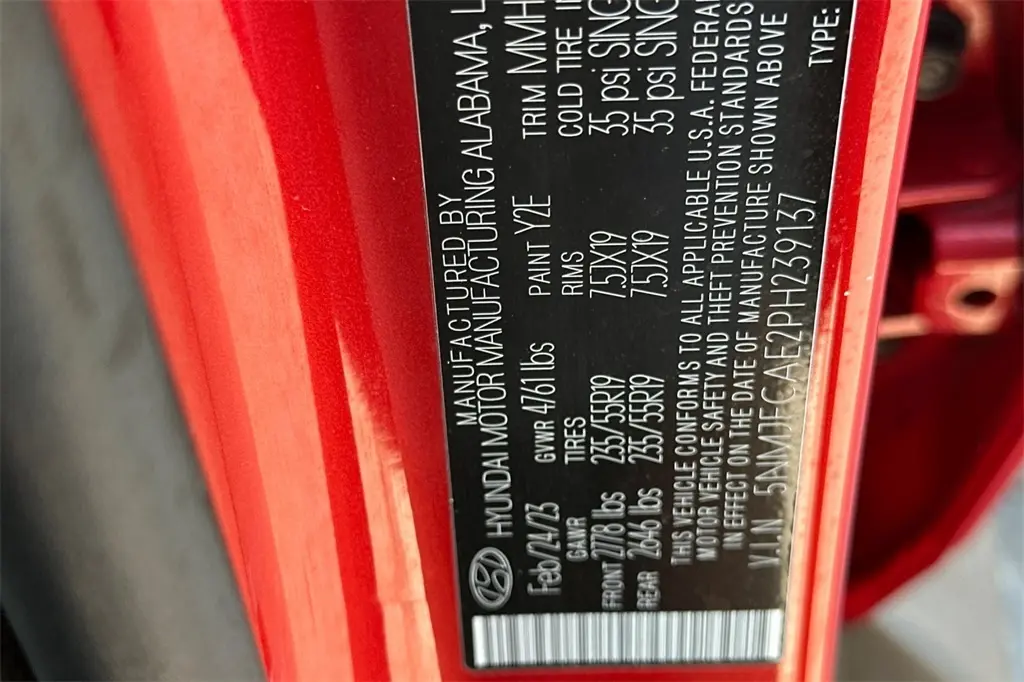 MANUFACTURED BY
HYUNDAI MOTOR MANUFACTURING ALABAMA, L
Feb/24/23 GVWR 4761 lbs PAINT Y2E TRIM MMH
GAWR TIRES RIMS COLD TIRE
FRONT 2778 lbs 235/55R19 7.5JX19 35 psi SING
REAR 2646 lbs 235/55R19 7.5JX19 35 psi SING
THIS VEHICLE CONFORMS TO ALL APPLICABLE U.S.A. FEDERAL
MOTOR VEHICLE SAFETY AND THEFT PREVENTION STANDARDS
IN EFFECT ON THE DATE OF MANUFACTURE SHOWN ABOVE
V.I.N 5NMJFCAE2PH239137 TYPE: